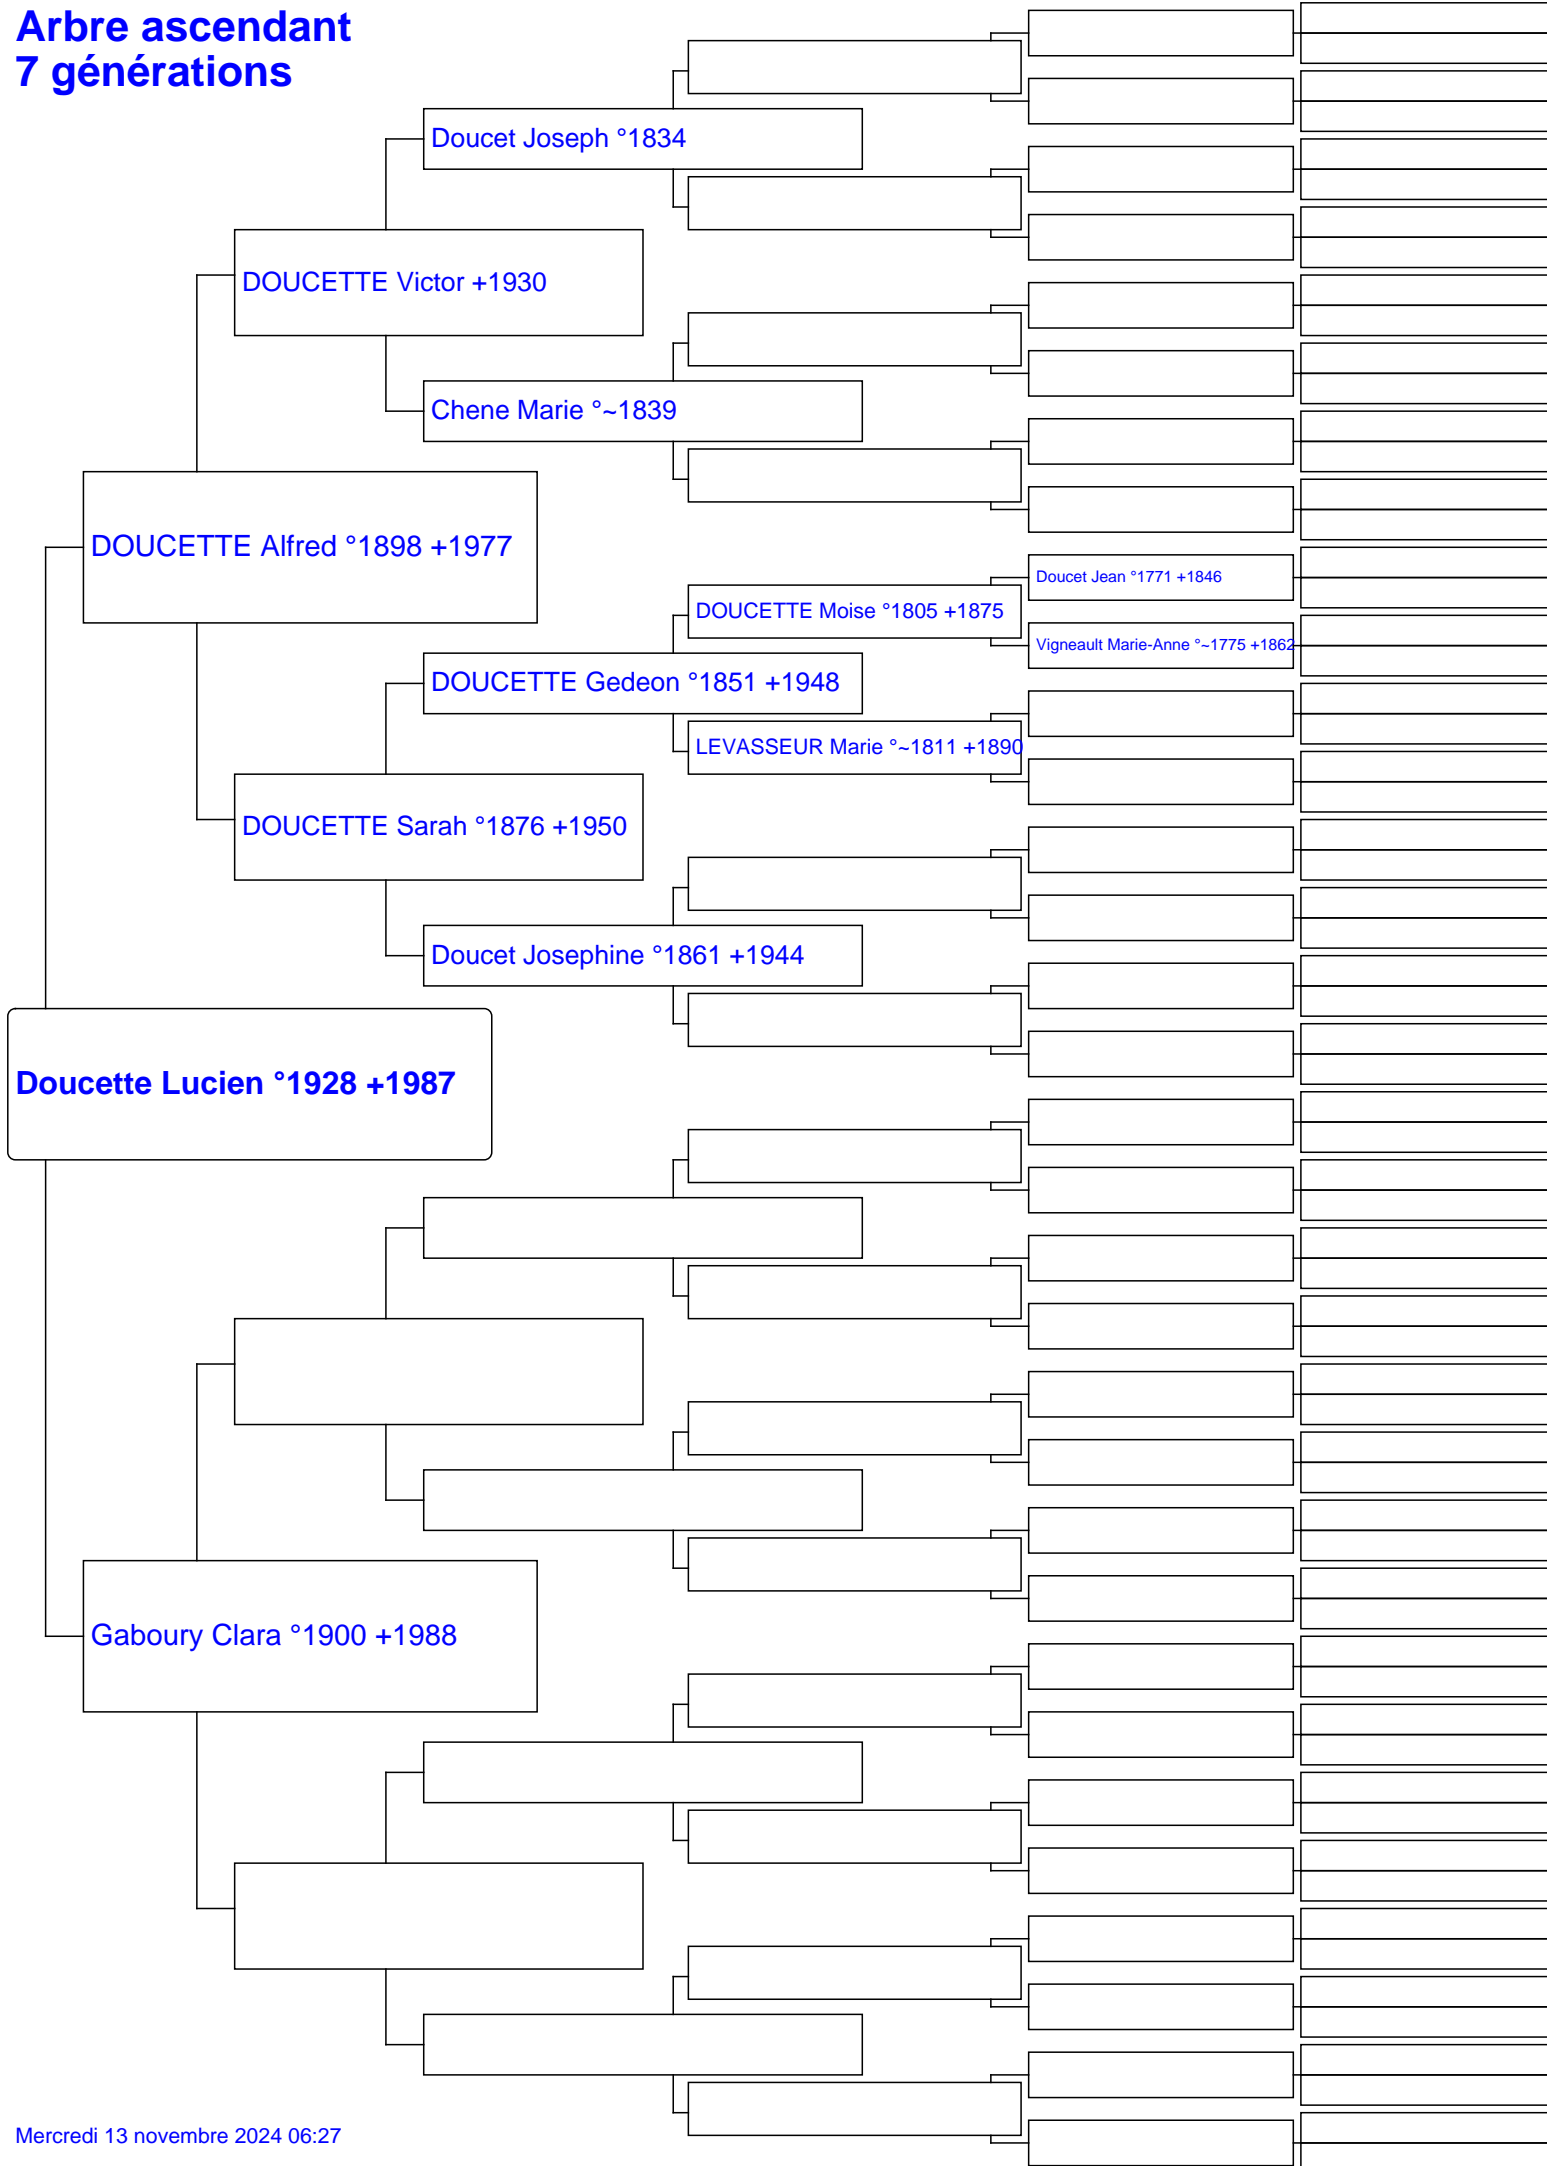 Arbre ascendant
7 générations
Doucet Joseph °1834
DOUCETTE Victor +1930
Chene Marie °~1839
DOUCETTE Alfred °1898 +1977
Doucet Jean °1771 +1846
DOUCETTE Moise °1805 +1875
Vigneault Marie-Anne °~1775 +1862
DOUCETTE Gedeon °1851 +1948
LEVASSEUR Marie °~1811 +1890
DOUCETTE Sarah °1876 +1950
Doucet Josephine °1861 +1944
Doucette Lucien °1928 +1987
Gaboury Clara °1900 +1988
Mercredi 13 novembre 2024 06:27